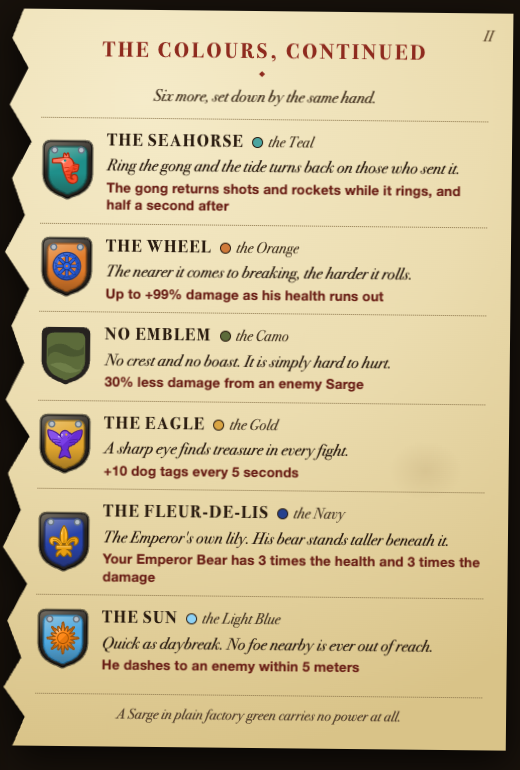 II
THE COLOURS, CONTINUED
Six more, set down by the same hand.
THE SEAHORSE the Teal
Ring the gong and the tide turns back on those who sent it.
The gong returns shots and rockets while it rings, and
half a second after
THE WHEEL the Orange
The nearer it comes to breaking, the harder it rolls.
Up to +99% damage as his health runs out
NO EMBLEM the Camo
No crest and no boast. It is simply hard to hurt.
30% less damage from an enemy Sarge
THE EAGLE the Gold
A sharp eye finds treasure in every fight.
+10 dog tags every 5 seconds
THE FLEUR-DE-LIS the Navy
The Emperor's own lily. His bear stands taller beneath it.
Your Emperor Bear has 3 times the health and 3 times the
damage
THE SUN the Light Blue
Quick as daybreak. No foe nearby is ever out of reach.
He dashes to an enemy within 5 meters
A Sarge in plain factory green carries no power at all.